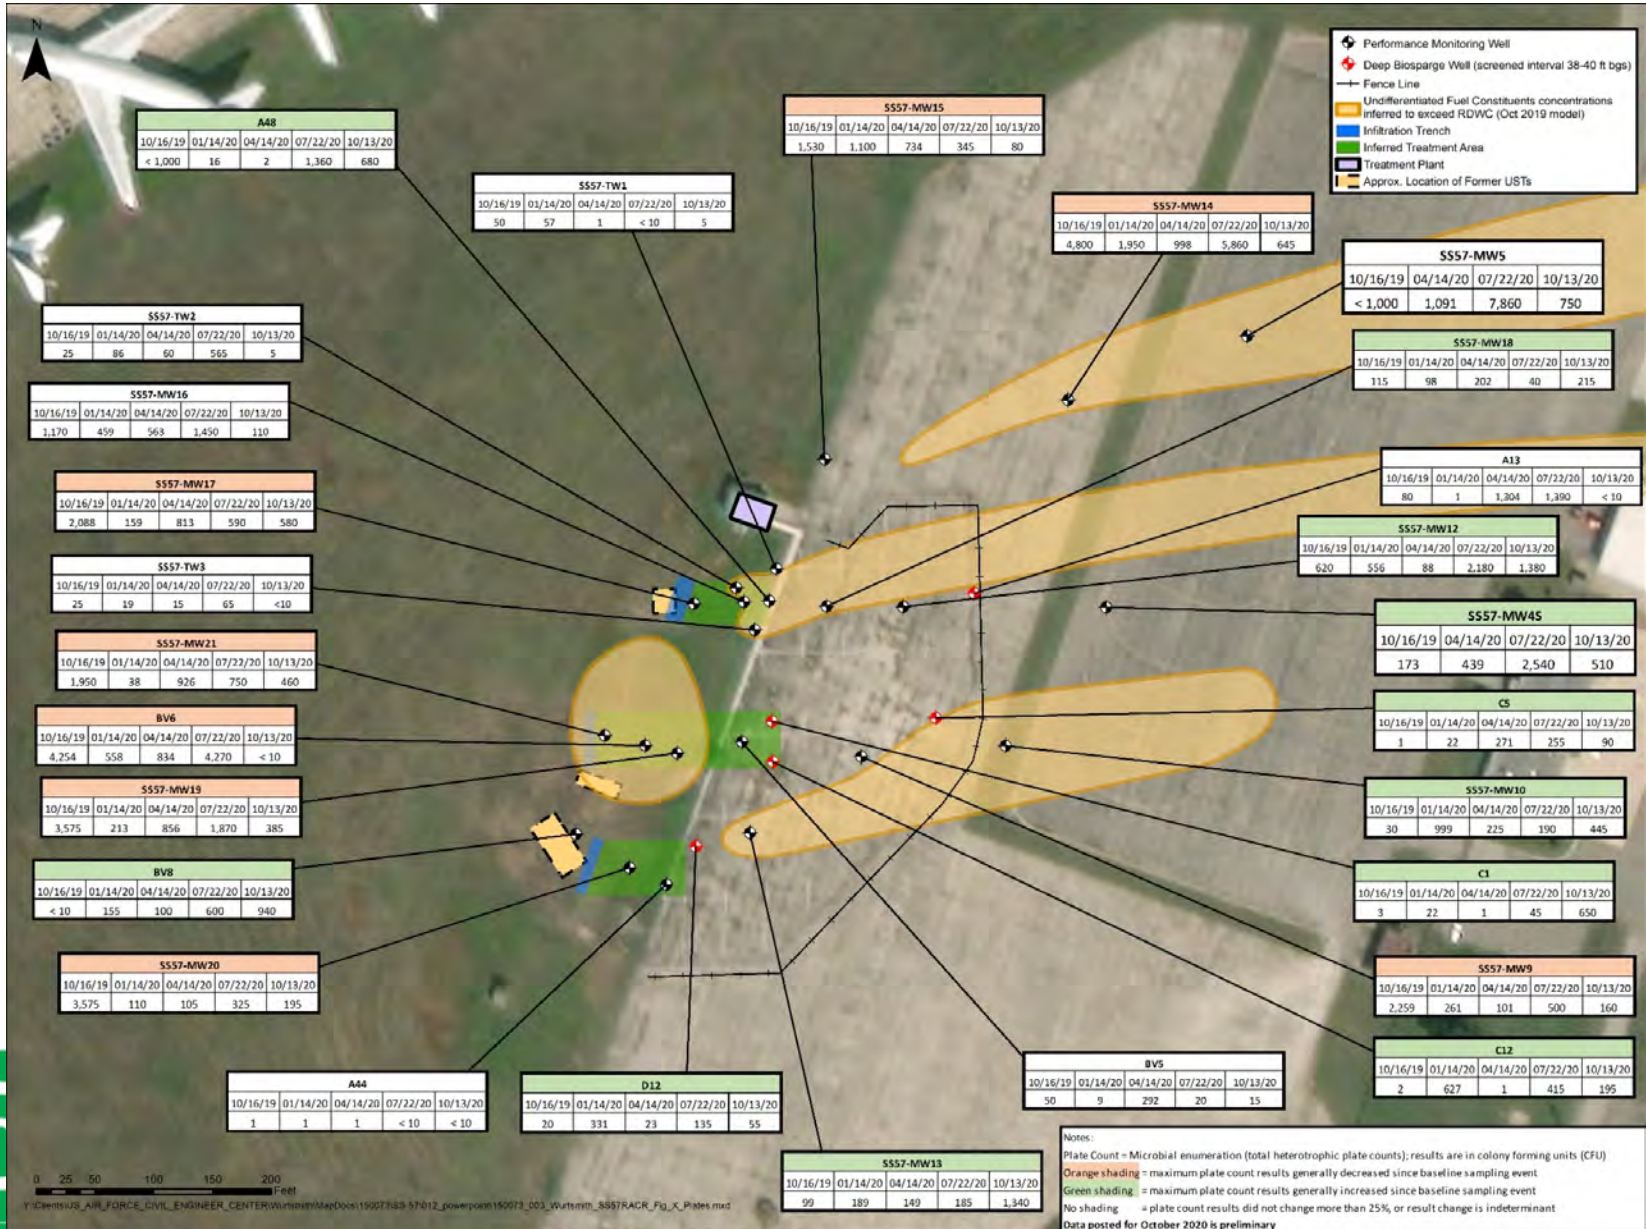 N
Performance Monitoring Well
Deep Biosparge Well (screened interval 38-40 ft bgs)
Fence Line
Undifferentiated Fuel Constituents concentrations
inferred to exceed RDWC (Oct 2019 model)
Infiltration Trench
Inferred Treatment Area
Treatment Plant
Approx. Location of Former USTs
A48
10/16/19 01/14/20 04/14/20 07/22/20 10/13/20
< 1,000 16 2 1,360 680
SS57-MW15
10/16/19 01/14/20 04/14/20 07/22/20 10/13/20
1,530 1,100 734 345 80
SS57-TW1
10/16/19 01/14/20 04/14/20 07/22/20 10/13/20
50 57 1 < 10 5
SS57-MW14
10/16/19 01/14/20 04/14/20 07/22/20 10/13/20
4,800 1,950 998 5,860 645
SS57-MW5
10/16/19 04/14/20 07/22/20 10/13/20
< 1,000 1,091 7,860 750
SS57-TW2
10/16/19 01/14/20 04/14/20 07/22/20 10/13/20
25 86 60 565 5
SS57-MW18
10/16/19 01/14/20 04/14/20 07/22/20 10/13/20
115 98 202 40 215
SS57-MW16
10/16/19 01/14/20 04/14/20 07/22/20 10/13/20
1,170 459 563 1,450 110
A13
10/16/19 01/14/20 04/14/20 07/22/20 10/13/20
80 1 1,304 1,390 < 10
SS57-MW17
10/16/19 01/14/20 04/14/20 07/22/20 10/13/20
2,088 159 813 590 580
SS57-MW12
10/16/19 01/14/20 04/14/20 07/22/20 10/13/20
620 556 88 2,180 1,380
SS57-TW3
10/16/19 01/14/20 04/14/20 07/22/20 10/13/20
25 19 15 65 <10
SS57-MW4S
10/16/19 04/14/20 07/22/20 10/13/20
173 439 2,540 510
SS57-MW21
10/16/19 01/14/20 04/14/20 07/22/20 10/13/20
1,950 38 926 750 460
C5
10/16/19 01/14/20 04/14/20 07/22/20 10/13/20
1 22 271 255 90
BV6
10/16/19 01/14/20 04/14/20 07/22/20 10/13/20
4,254 558 834 4,270 < 10
SS57-MW19
10/16/19 01/14/20 04/14/20 07/22/20 10/13/20
3,575 213 856 1,870 385
SS57-MW10
10/16/19 01/14/20 04/14/20 07/22/20 10/13/20
30 999 225 190 445
BV8
10/16/19 01/14/20 04/14/20 07/22/20 10/13/20
< 10 155 100 600 940
C1
10/16/19 01/14/20 04/14/20 07/22/20 10/13/20
3 22 1 45 650
SS57-MW20
10/16/19 01/14/20 04/14/20 07/22/20 10/13/20
3,575 110 105 325 195
SS57-MW9
10/16/19 01/14/20 04/14/20 07/22/20 10/13/20
2,259 261 101 500 160
C12
10/16/19 01/14/20 04/14/20 07/22/20 10/13/20
2 627 1 415 195
A44
10/16/19 01/14/20 04/14/20 07/22/20 10/13/20
1 1 1 < 10 < 10
D12
10/16/19 01/14/20 04/14/20 07/22/20 10/13/20
20 331 23 135 55
BV5
10/16/19 01/14/20 04/14/20 07/22/20 10/13/20
50 9 292 20 15
SS57-MW13
10/16/19 01/14/20 04/14/20 07/22/20 10/13/20
99 189 149 185 1,340
Notes:
Plate Count = Microbial enumeration (total heterotrophic plate counts); results are in colony forming units (CFU)
Orange shading = maximum plate count results generally decreased since baseline sampling event
Green shading = maximum plate count results generally increased since baseline sampling event
No shading = plate count results did not change more than 25%, or result change is indeterminant
Data posted for October 2020 is preliminary
0 25 50 100 150 200
Feet
Y:\Clients\US_AIR_FORCE_CIVIL_ENGINEER_CENTER\Wurtsmith\MapDocs\150073\SS-57\012_powerpoint\150073_003_Wurtsmith_SS57RACR_Fig_X_Plates.mxd